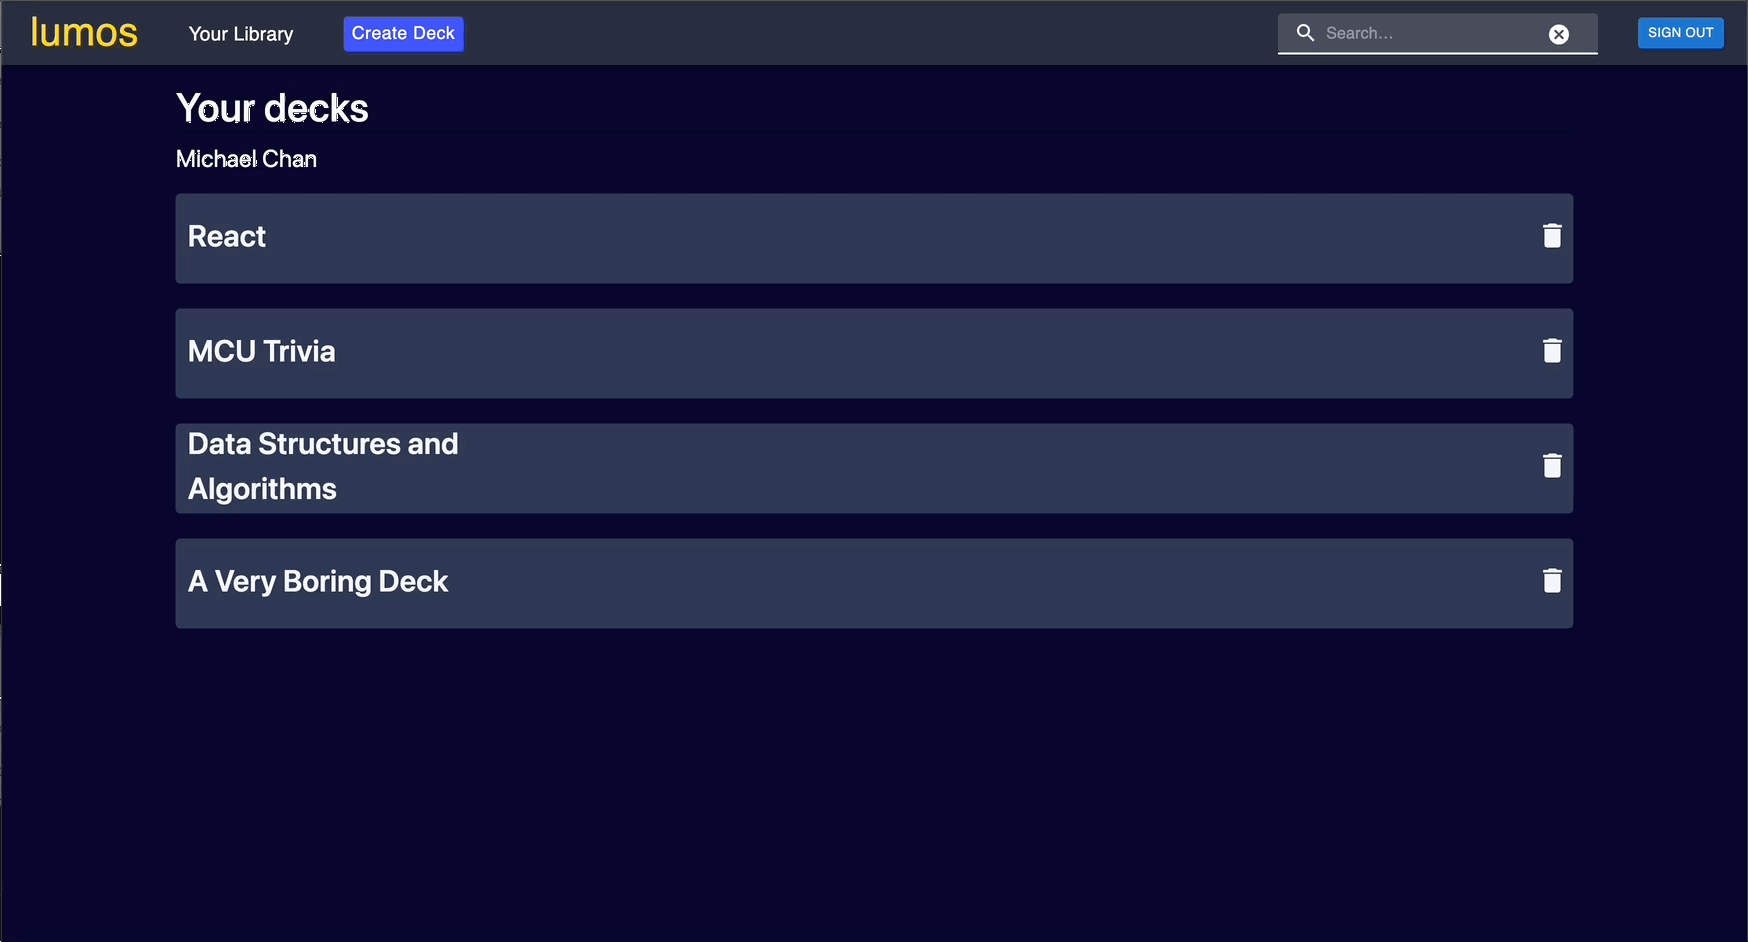 lumos
Your Library
Create Deck
Search...
SIGN OUT
Your decks
Michael Chan
React
MCU Trivia
Data Structures and
Algorithms
A Very Boring Deck